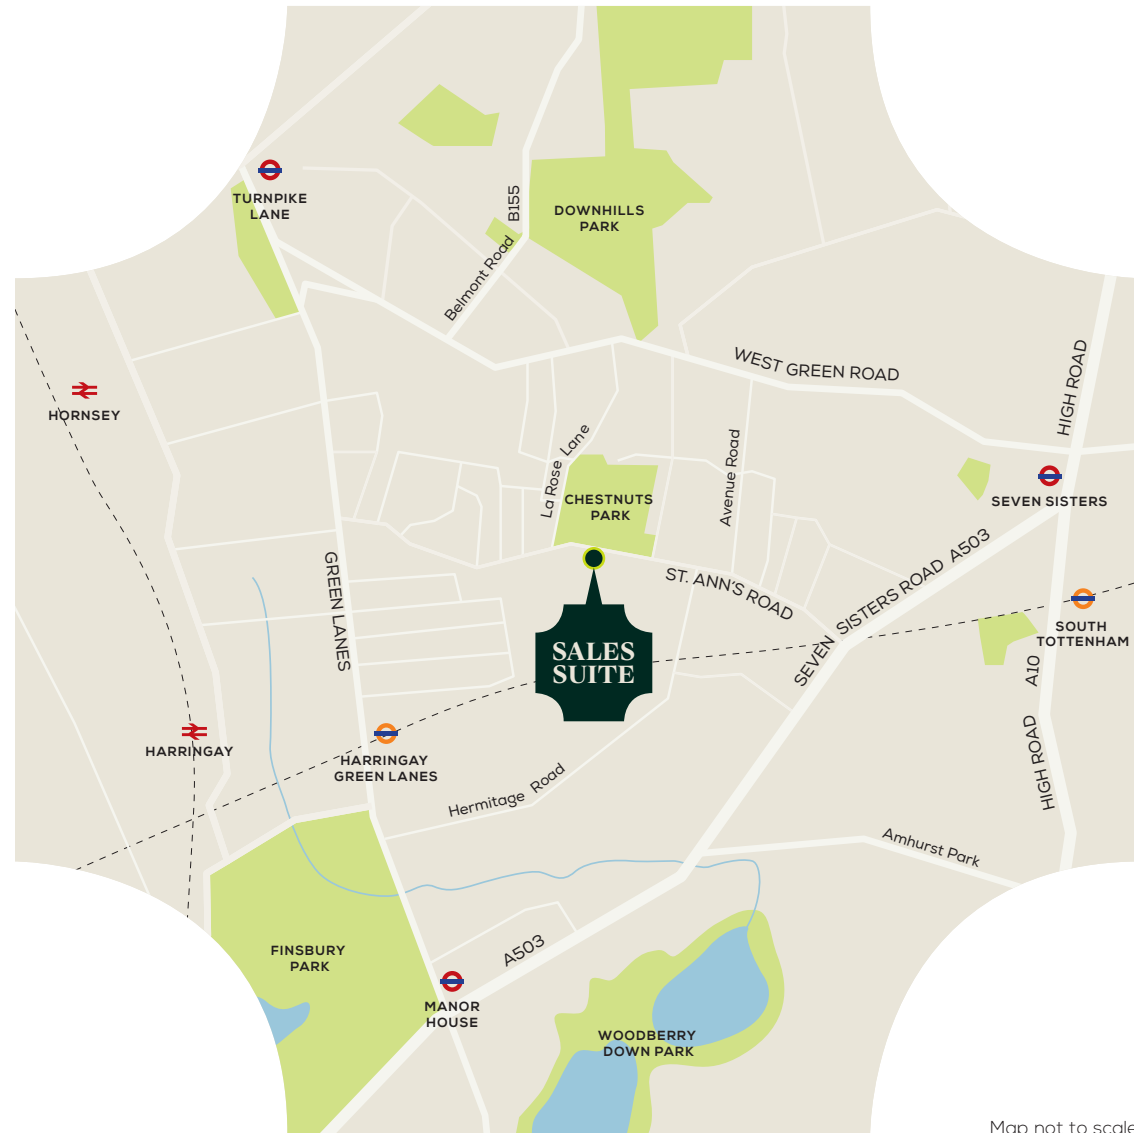 TURNPIKE
LANE
B155
DOWNHILLS
PARK
Belmont Road
WEST GREEN ROAD
HIGH ROAD
HORNSEY
La Rose Lane
Avenue Road
CHESTNUTS
PARK
SEVEN SISTERS
GREEN LANES
ST. ANN'S ROAD
SEVEN SISTERS ROAD A503
SOUTH
TOTTENHAM
SALES
SUITE
A10
HIGH ROAD
HARRINGAY
HARRINGAY
GREEN LANES
Hermitage Road
Amhurst Park
FINSBURY
PARK
A503
MANOR
HOUSE
WOODBERRY
DOWN PARK
Map not to scale